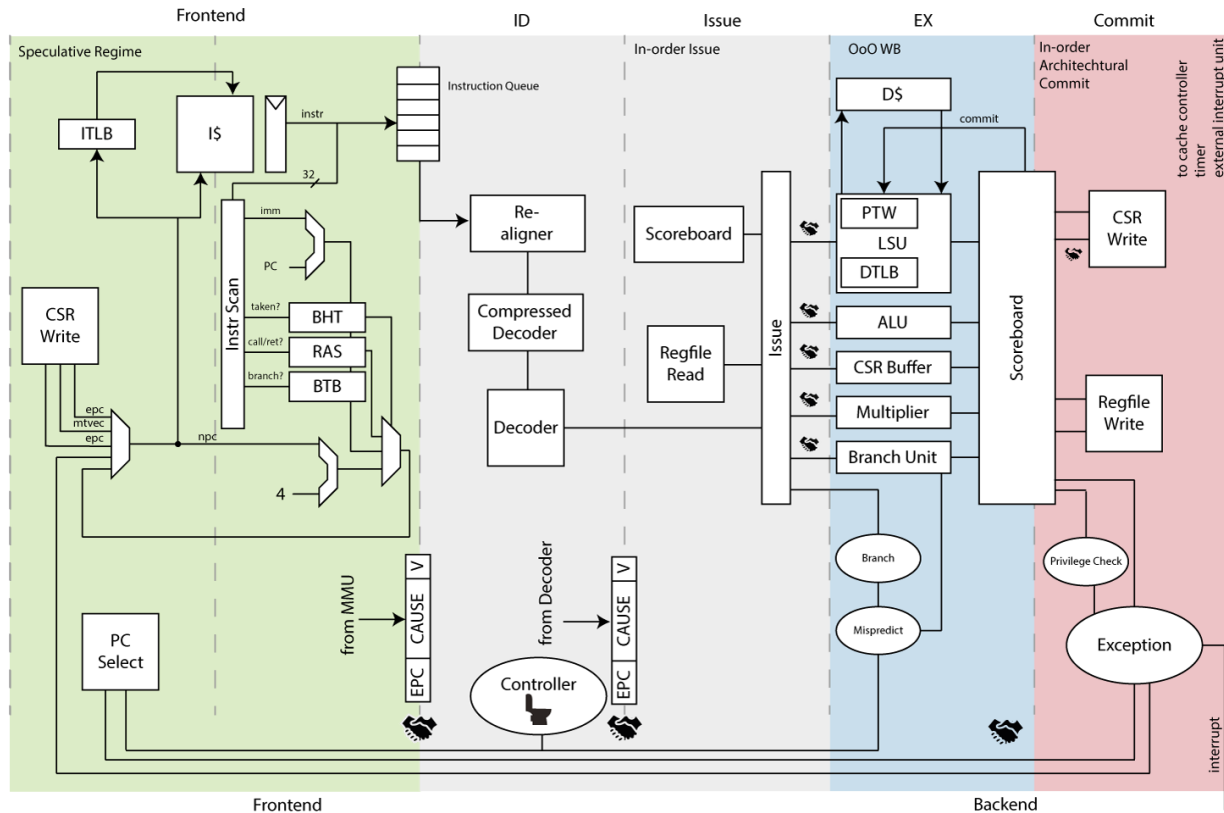 Frontend
ID
Issue
EX
Commit
Speculative Regime
In-order Issue
OoO WB
In-order
Architechtural
Commit
to cache controller
timer
external interrupt unit
ITLB
I$
instr
32
Instruction Queue
imm
PC
Instr Scan
taken?
BHT
call/ret?
RAS
branch?
BTB
CSR
Write
epc
mtvec
epc
npc
4
Re-
aligner
Compressed
Decoder
Decoder
Scoreboard
Regfile
Read
Issue
D$
commit
PTW
LSU
DTLB
ALU
CSR Buffer
Multiplier
Branch Unit
Scoreboard
CSR
Write
Regfile
Write
Branch
Mispredict
Privilege Check
Exception
PC
Select
from MMU
EPC
CAUSE
V
Controller
from Decoder
EPC
CAUSE
V
interrupt
Frontend
Backend